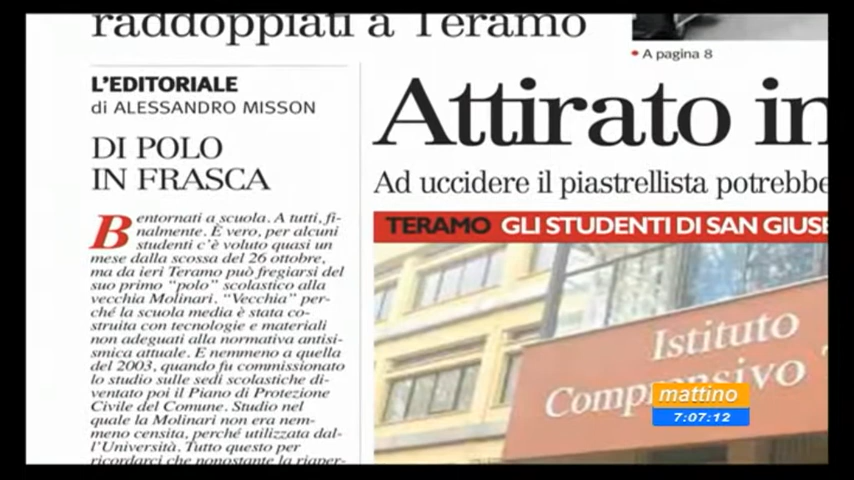 raddoppiati a Teramo
• A pagina 8
L'EDITORIALE
di ALESSANDRO MISSON
DI POLO
IN FRASCA
Bentornati a scuola. A tutti, fi-
nalmente. È vero, per alcuni
studenti c'è voluto quasi un
mese dalla scossa del 26 ottobre,
ma da ieri Teramo può fregiarsi del
suo primo "polo" scolastico alla
vecchia Molinari. "Vecchia" per-
ché la scuola media è stata co-
struita con tecnologie e materiali
non adeguati alla normativa antisi-
smica attuale. E nemmeno a quella
del 2003, quando fu commissionato
lo studio sulle sedi scolastiche di-
ventato poi il Piano di Protezione
Civile del Comune. Studio nel
quale la Molinari non era nem-
meno censita, perché utilizzata dal-
l'Università. Tutto questo per
ricordarci che nonostante la riaper-
Attirato in
Ad uccidere il piastrellista potrebbe
TERAMO GLI STUDENTI DI SAN GIUSE
Istituto
Comprensivo
mattino
7:07:12